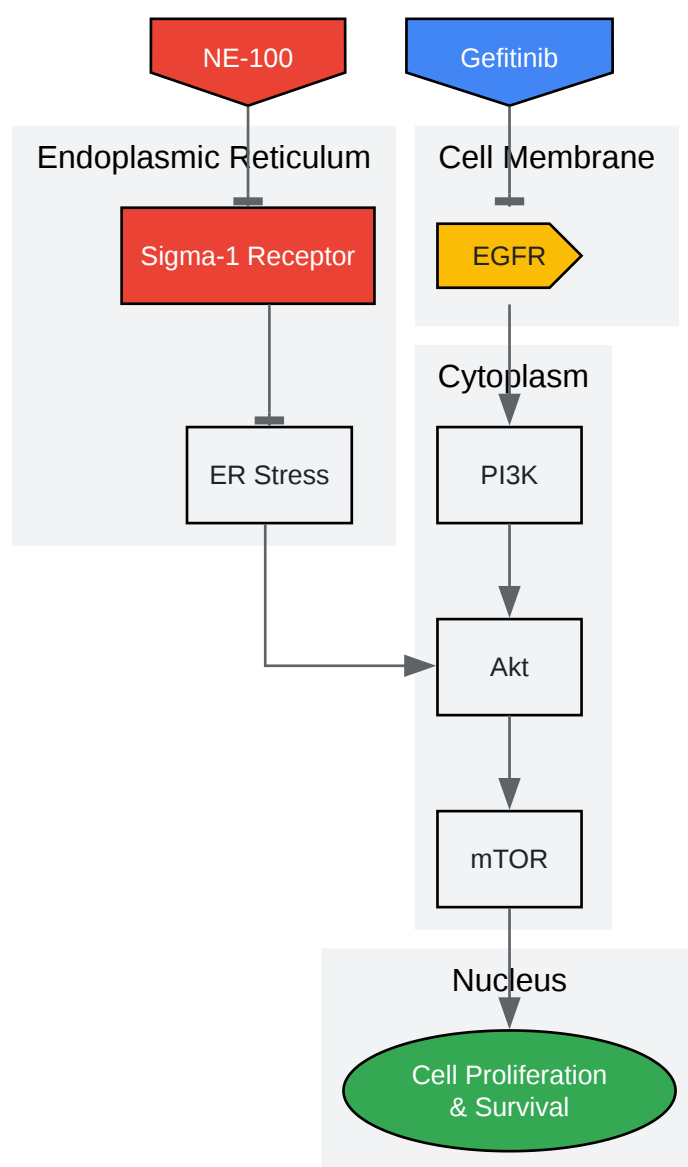 NE-100
Gefitinib
Endoplasmic Reticulum
Cell Membrane
Sigma-1 Receptor
EGFR
Cytoplasm
ER Stress
PI3K
Akt
mTOR
Nucleus
Cell Proliferation
& Survival